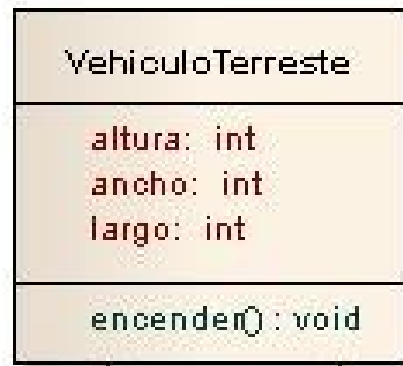 VehiculoTerreste
altura: int
ancho: int
largo: int
encender() : void